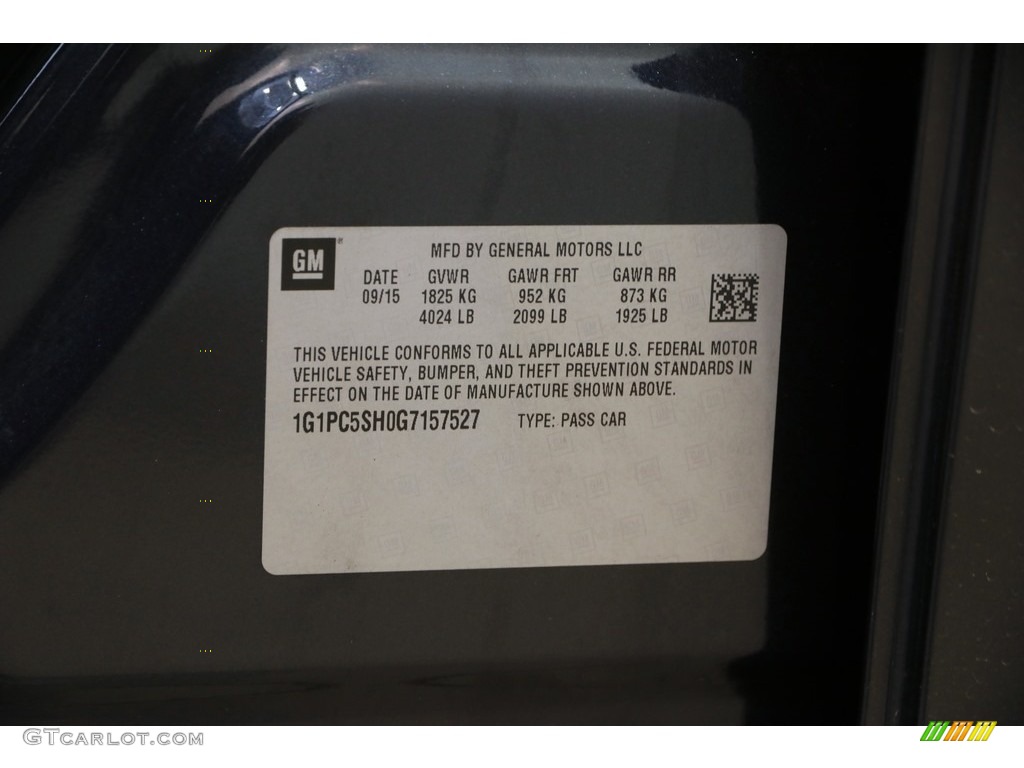 GM
MFD BY GENERAL MOTORS LLC
DATE GVWR GAWR FRT GAWR RR
09/15 1825 KG 952 KG 873 KG
4024 LB 2099 LB 1925 LB
THIS VEHICLE CONFORMS TO ALL APPLICABLE U.S. FEDERAL MOTOR
VEHICLE SAFETY, BUMPER, AND THEFT PREVENTION STANDARDS IN
EFFECT ON THE DATE OF MANUFACTURE SHOWN ABOVE.
1G1PC5SH0G7157527 TYPE: PASS CAR
GTCarlot.com